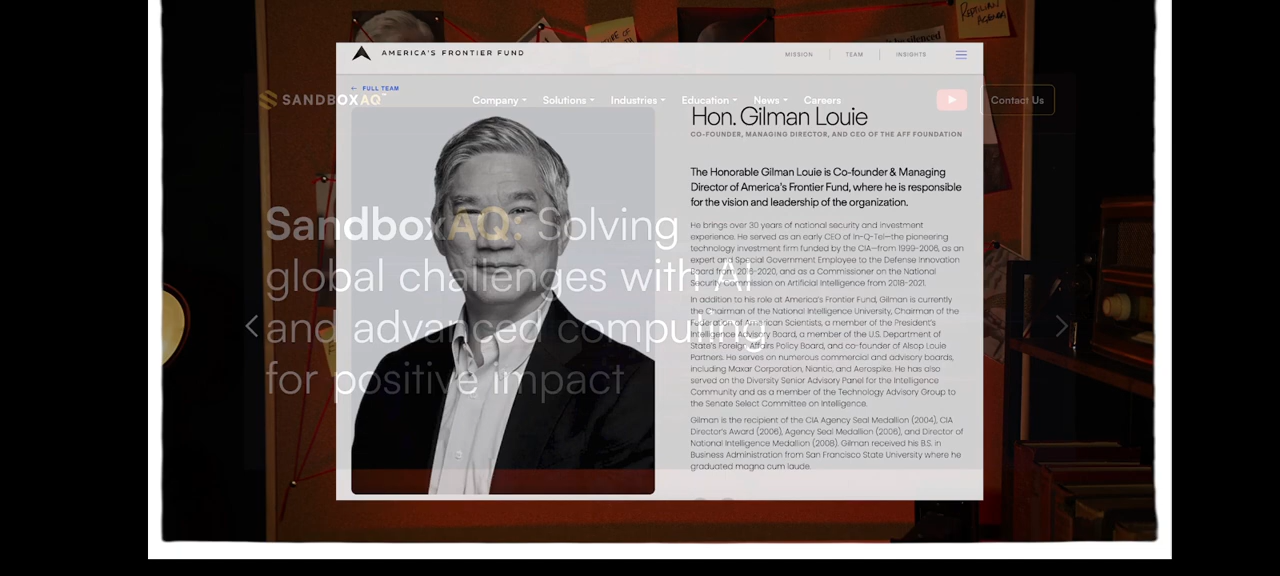 REPTILIAN
AGENDA
be silenced
AMERICA'S FRONTIER FUND
MISSION
TEAM
INSIGHTS
← FULL TEAM
SANDBOXAQ
Company
Solutions
Industries
Education
News
Careers
Contact Us
Hon. Gilman Louie
CO-FOUNDER, MANAGING DIRECTOR, AND CEO OF THE AFF FOUNDATION
The Honorable Gilman Louie is Co-founder & Managing
Director of America's Frontier Fund, where he is responsible
for the vision and leadership of the organization.
SandboxAQ: Solving
global challenges with AI
and advanced computing
for positive impact
He brings over 30 years of national security and investment
experience. He served as an early CEO of In-Q-Tel—the pioneering
technology investment firm funded by the CIA—from 1999-2006, as an
expert and Special Government Employee to the Defense Innovation
Board from 2016-2020, and as a Commissioner on the National
Security Commission on Artificial Intelligence from 2018-2021.
In addition to his role at America's Frontier Fund, Gilman is currently
the Chairman of the National Intelligence University, Chairman of the
Federation of American Scientists, a member of the President's
Intelligence Advisory Board, a member of the U.S. Department of
State's Foreign Affairs Policy Board, and co-founder of Alsop Louie
Partners. He serves on numerous commercial and advisory boards,
including Maxar Corporation, Niantic, and Aerospike. He has also
served on the Diversity Senior Advisory Panel for the Intelligence
Community and as a member of the Technology Advisory Group to
the Senate Select Committee on Intelligence.
Gilman is the recipient of the CIA Agency Seal Medallion (2004), CIA
Director's Award (2006), Agency Seal Medallion (2006), and Director of
National Intelligence Medallion (2008). Gilman received his B.S. in
Business Administration from San Francisco State University where he
graduated magna cum laude.